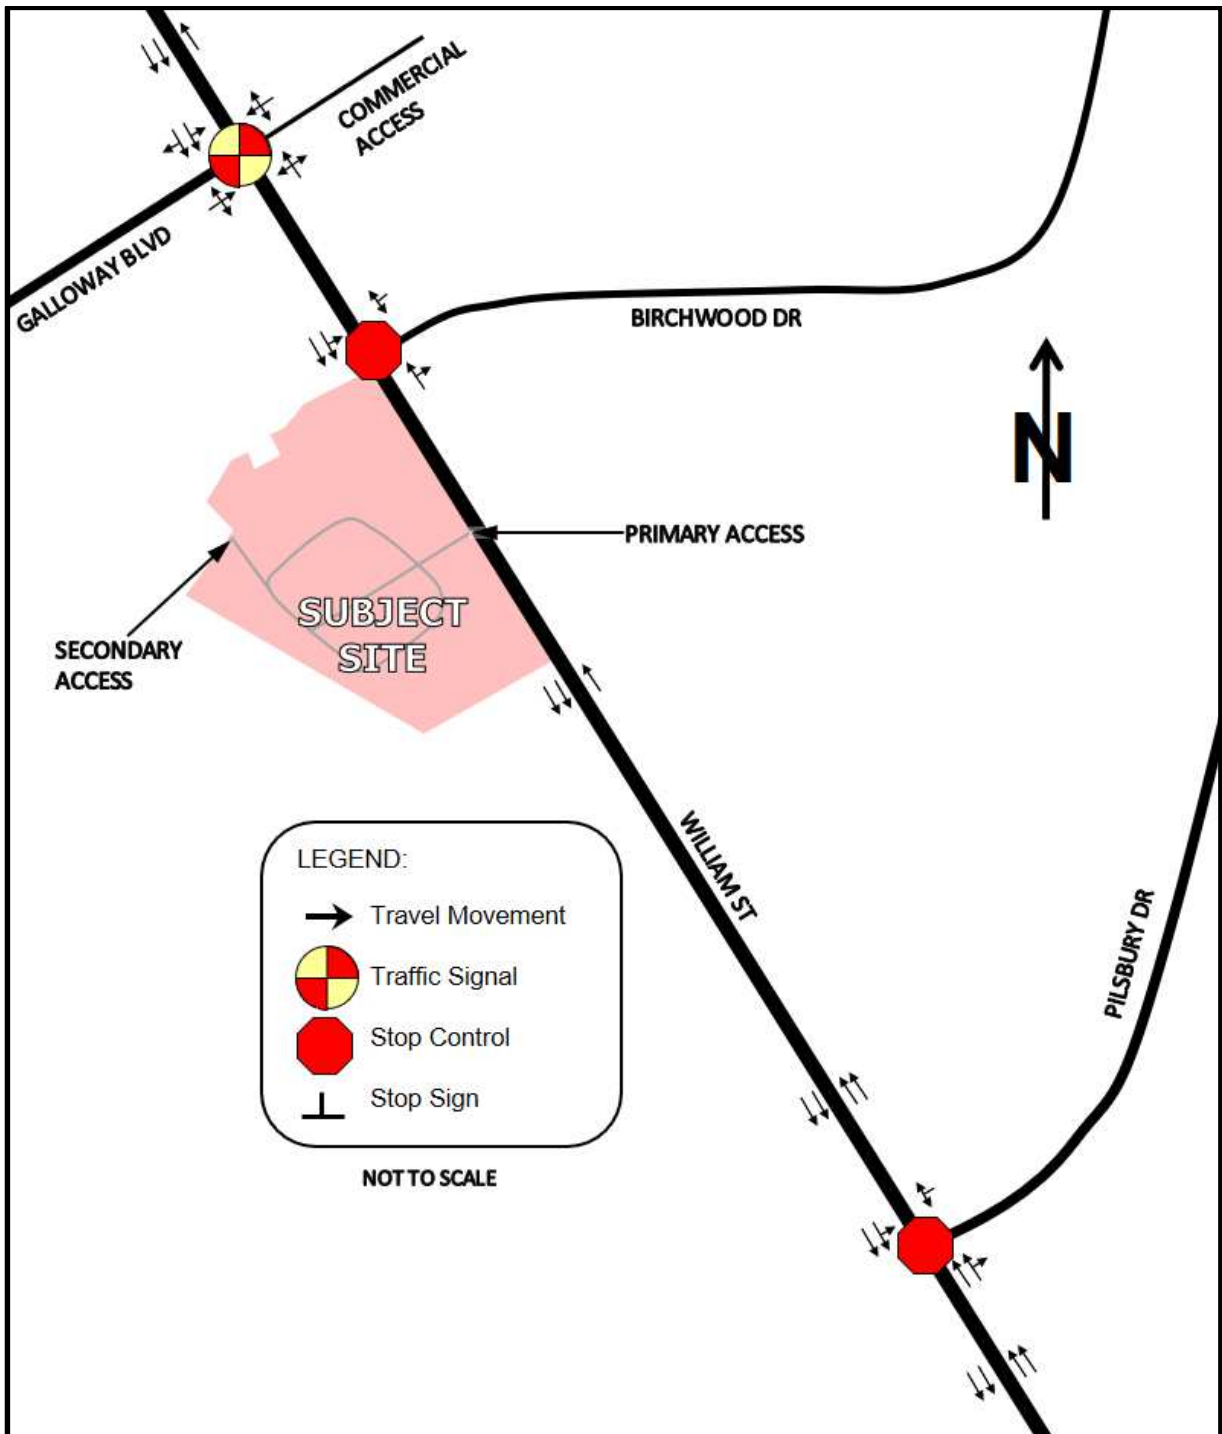 COMMERCIAL
ACCESS
GALLOWAY BLVD
BIRCHWOOD DR
N
PRIMARY ACCESS
SUBJECT
SITE
SECONDARY
ACCESS
WILLIAM ST
LEGEND:
Travel Movement
Traffic Signal
Stop Control
Stop Sign
PILSBURY DR
NOT TO SCALE